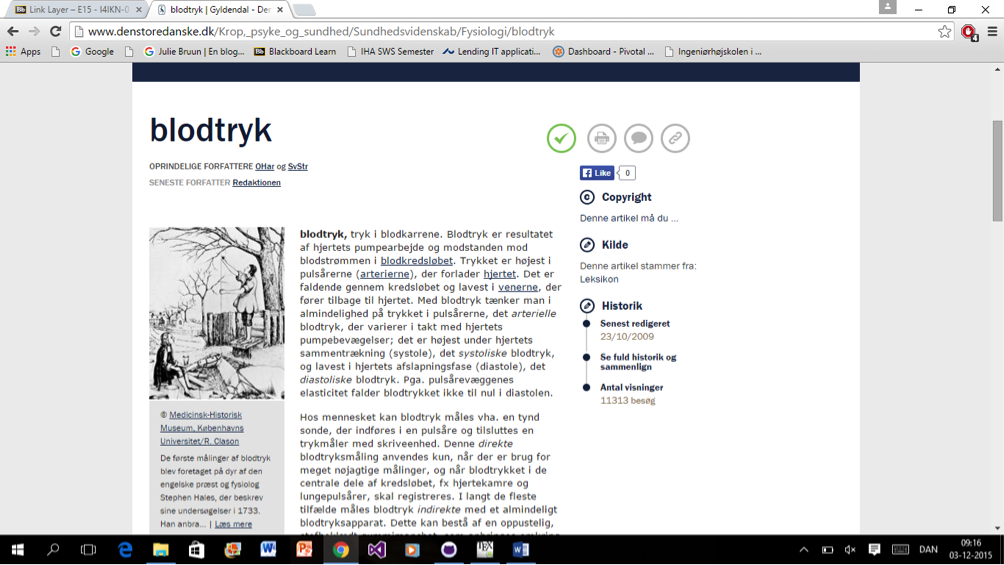 Link Layer – E15 - I4IKN-0
blodtryk | Gyldendal - Der
www.denstoredanske.dk/Krop,_psyke_og_sundhed/Sundhedsvidenskab/Fysiologi/blodtryk
Apps Google Julie Bruun | En blog... Blackboard Learn IHA SWS Semester Lending IT applicati... Dashboard - Pivotal ... Ingeniørhøjskolen i ...
blodtryk
OPRINDELIGE FORFATTERE OHar og SvStr
SENESTE FORFATTER Redaktionen
Like 0
Copyright
Denne artikel må du ...
Kilde
Denne artikel stammer fra:
Leksikon
Historik
Senest redigeret
23/10/2009
Se fuld historik og
sammenlign
Antal visninger
11313 besøg
blodtryk, tryk i blodkarrene. Blodtryk er resultatet
af hjertets pumpearbejde og modstanden mod
blodstrømmen i blodkredsløbet. Trykket er højest i
pulsårerne (arterierne), der forlader hjertet. Det er
faldende gennem kredsløbet og lavest i venerne, der
fører tilbage til hjertet. Med blodtryk tænker man i
almindelighed på trykket i pulsårerne, det arterielle
blodtryk, der varierer i takt med hjertets
pumpebevægelser; det er højest under hjertets
sammentrækning (systole), det systoliske blodtryk,
og lavest i hjertets afslapningsfase (diastole), det
diastoliske blodtryk. Pga. pulsårevæggenes
elasticitet falder blodtrykket ikke til nul i diastolen.
Hos mennesket kan blodtryk måles vha. en tynd
sonde, der indføres i en pulsåre og tilsluttes en
trykmåler med skriveenhed. Denne direkte
blodtryksmåling anvendes kun, når der er brug for
meget nøjagtige målinger, og når blodtrykket i de
centrale dele af kredsløbet, fx hjertekamre og
lungepulsårer, skal registreres. I langt de fleste
tilfælde måles blodtryk indirekte med et almindeligt
blodtryksapparat. Dette kan bestå af en oppustelig,
© Medicinsk-Historisk
Museum, Københavns
Universitet/R. Clason
De første målinger af blodtryk
blev foretaget på dyr af den
engelske præst og fysiolog
Stephen Hales, der beskrev
sine undersøgelser i 1733.
Han anbra... | Læs mere
DAN
09:16
03-12-2015